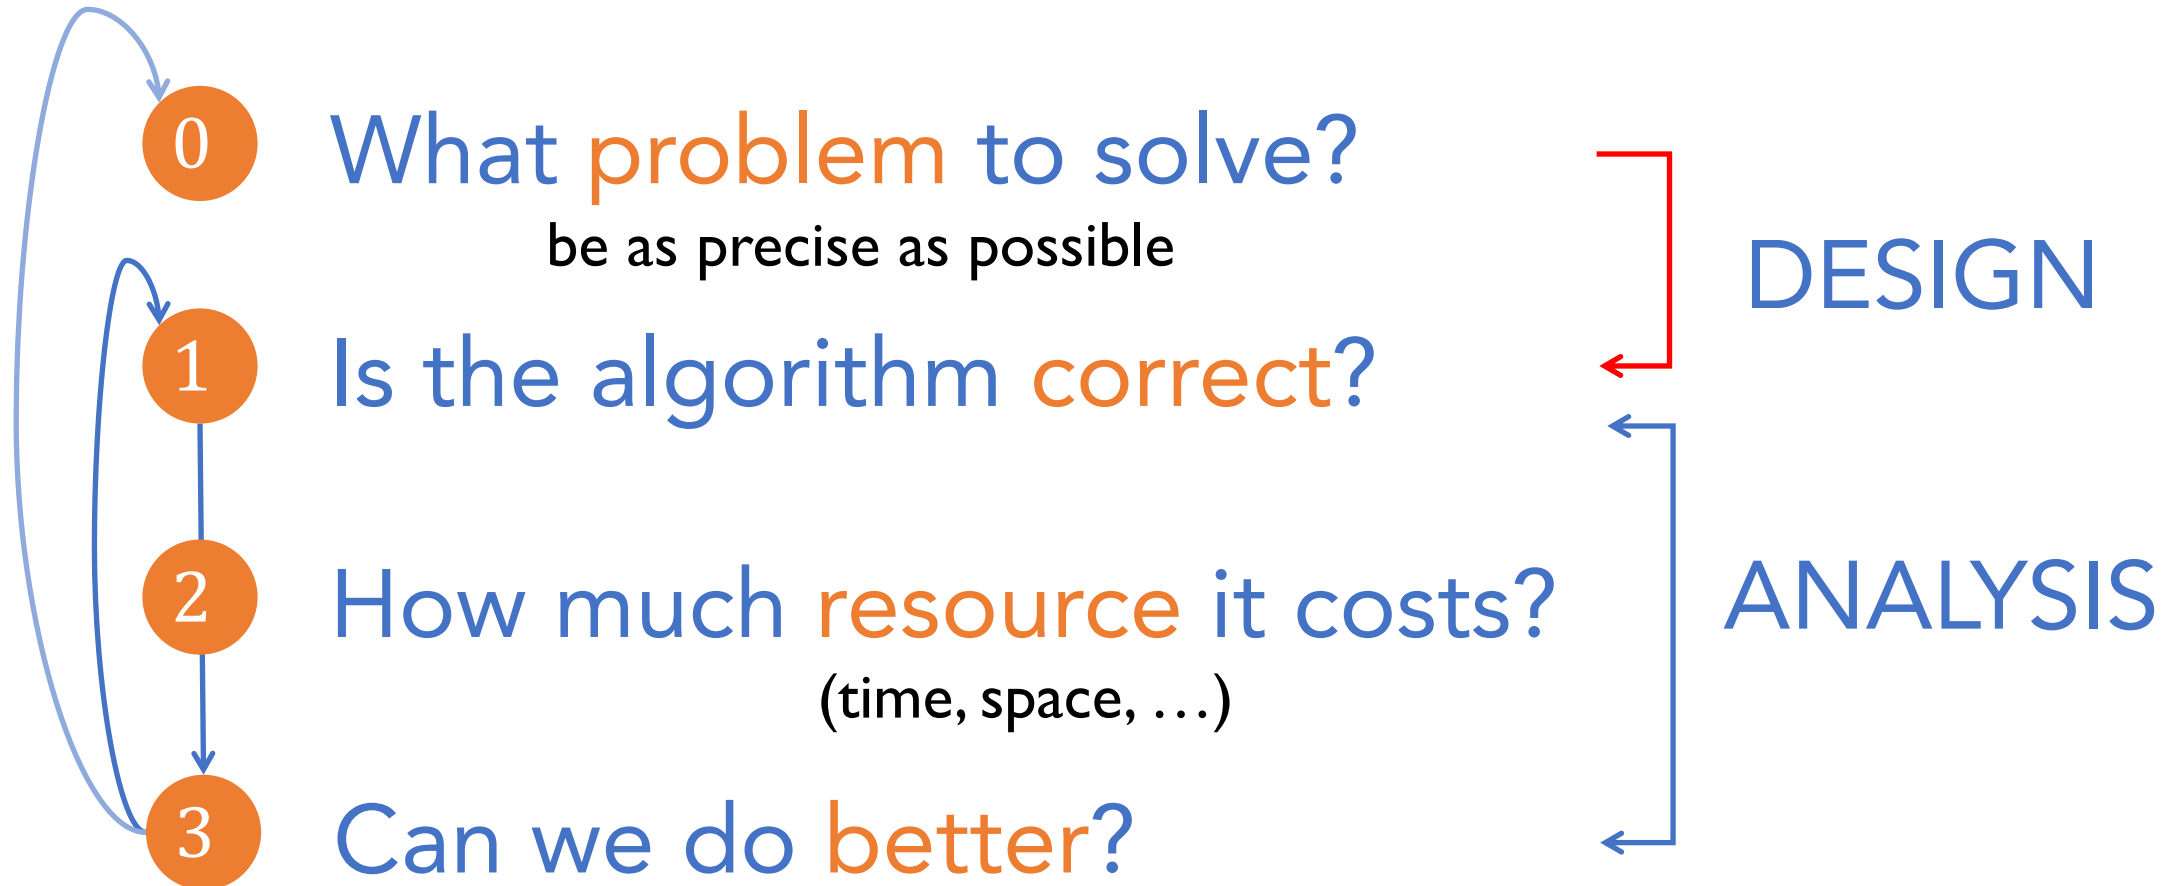 0 What problem to solve?
be as precise as possible
DESIGN
1 Is the algorithm correct?
2 How much resource it costs?
(time, space, …)
ANALYSIS
3 Can we do better?